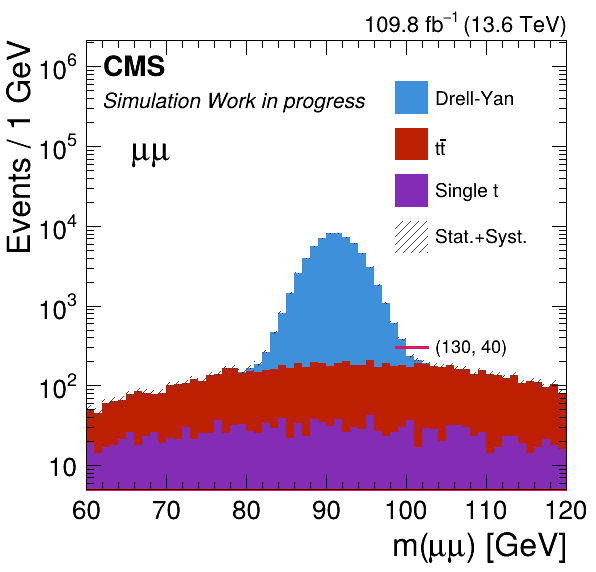 109.8 fb⁻¹ (13.6 TeV)
CMS
Simulation Work in progress
μμ
Drell-Yan
tt̄
Single t
Stat.+Syst.
(130, 40)
Events / 1 GeV
10⁶
10⁵
10⁴
10³
10²
10
60 70 80 90 100 110 120
m(μμ) [GeV]